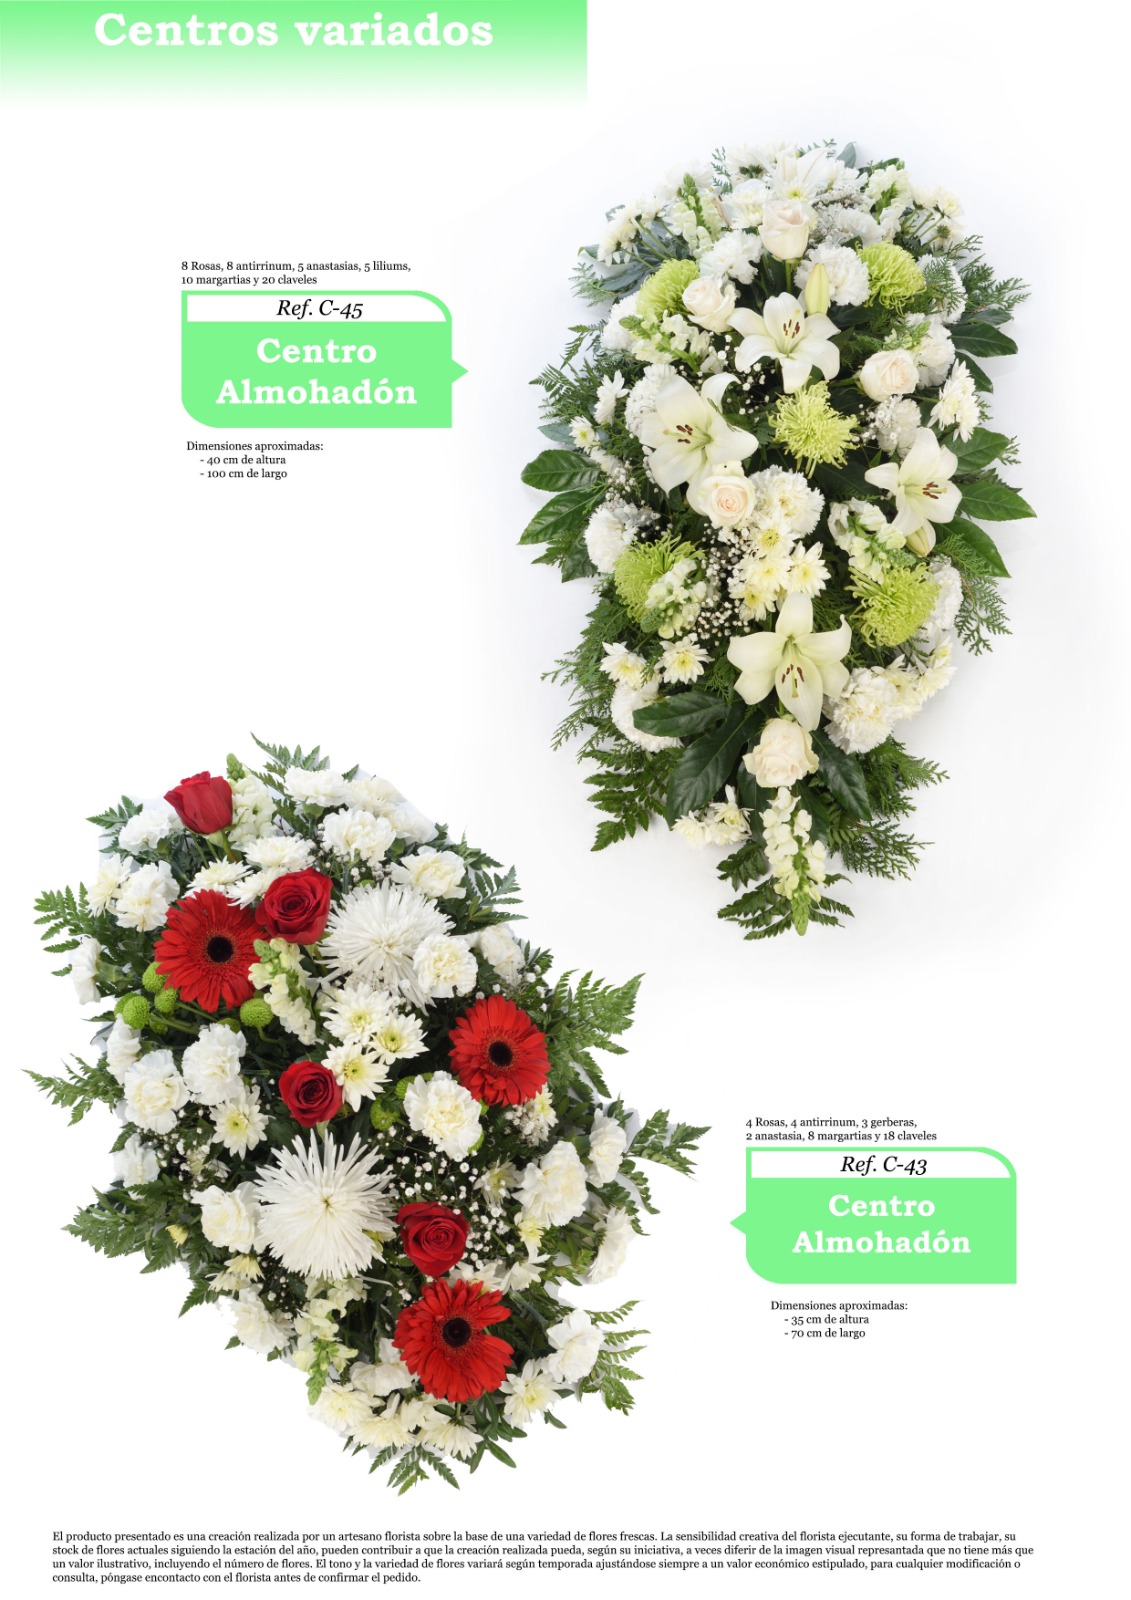 Centros variados
8 Rosas, 8 antirrinum, 5 anastasias, 5 liliums,
10 margartias y 20 claveles
Ref. C-45
Centro
Almohadón
Dimensiones aproximadas:
- 40 cm de altura
- 100 cm de largo
4 Rosas, 4 antirrinum, 3 gerberas,
2 anastasia, 8 margartias y 18 claveles
Ref. C-43
Centro
Almohadón
Dimensiones aproximadas:
- 35 cm de altura
- 70 cm de largo
El producto presentado es una creación realizada por un artesano florista sobre la base de una variedad de flores frescas. La sensibilidad creativa del florista ejecutante, su forma de trabajar, su
stock de flores actuales siguiendo la estación del año, pueden contribuir a que la creación realizada pueda, según su iniciativa, a veces diferir de la imagen visual represantada que no tiene más que
un valor ilustrativo, incluyendo el número de flores. El tono y la variedad de flores variará según temporada ajustándose siempre a un valor económico estipulado, para cualquier modificación o
consulta, póngase encontacto con el florista antes de confirmar el pedido.